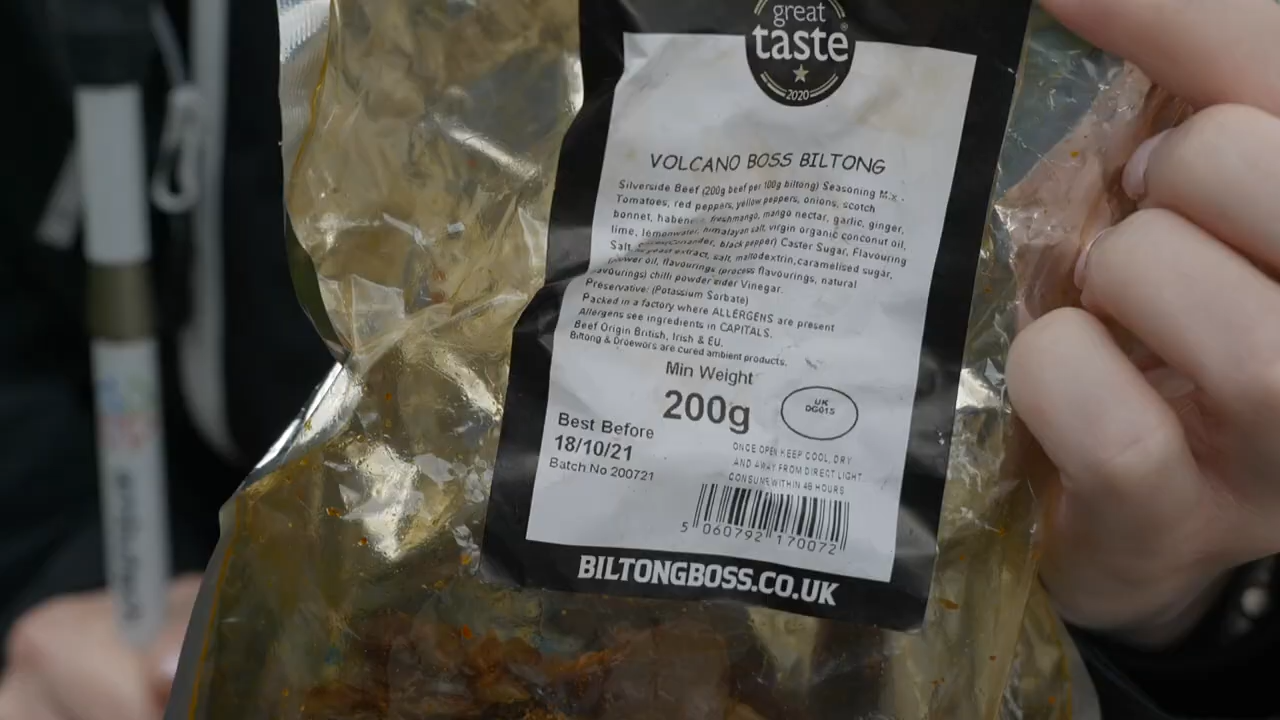 great
taste
2020
VOLCANO BOSS BILTONG
Silverside Beef (200g beef per 100g biltong) Seasoning Mix -
Tomatoes, red peppers, yellow peppers, onions, scotch
bonnet, freshmango, mango nectar, garlic, ginger,
lime, lemonwater, himalayan salt, virgin organic conconut oil,
black pepper) Caster Sugar, Flavouring
Salt, yeast extract, salt, maltodextrin, caramelised sugar,
oil, flavourings (process flavourings, natural
flavourings) chilli powder cider Vinegar.
Preservative: (Potassium Sorbate)
Packed in a factory where ALLERGENS are present
Allergens see ingredients in CAPITALS.
Beef Origin British, Irish & EU.
Biltong & Droewors are cured ambient products.
Min Weight
200g
UK
DG015
Best Before
18/10/21
Batch No 200721
ONCE OPEN KEEP COOL, DRY
AND AWAY FROM DIRECT LIGHT
CONSUME WITHIN 48 HOURS
5 060792 170072
BILTONGBOSS.CO.UK